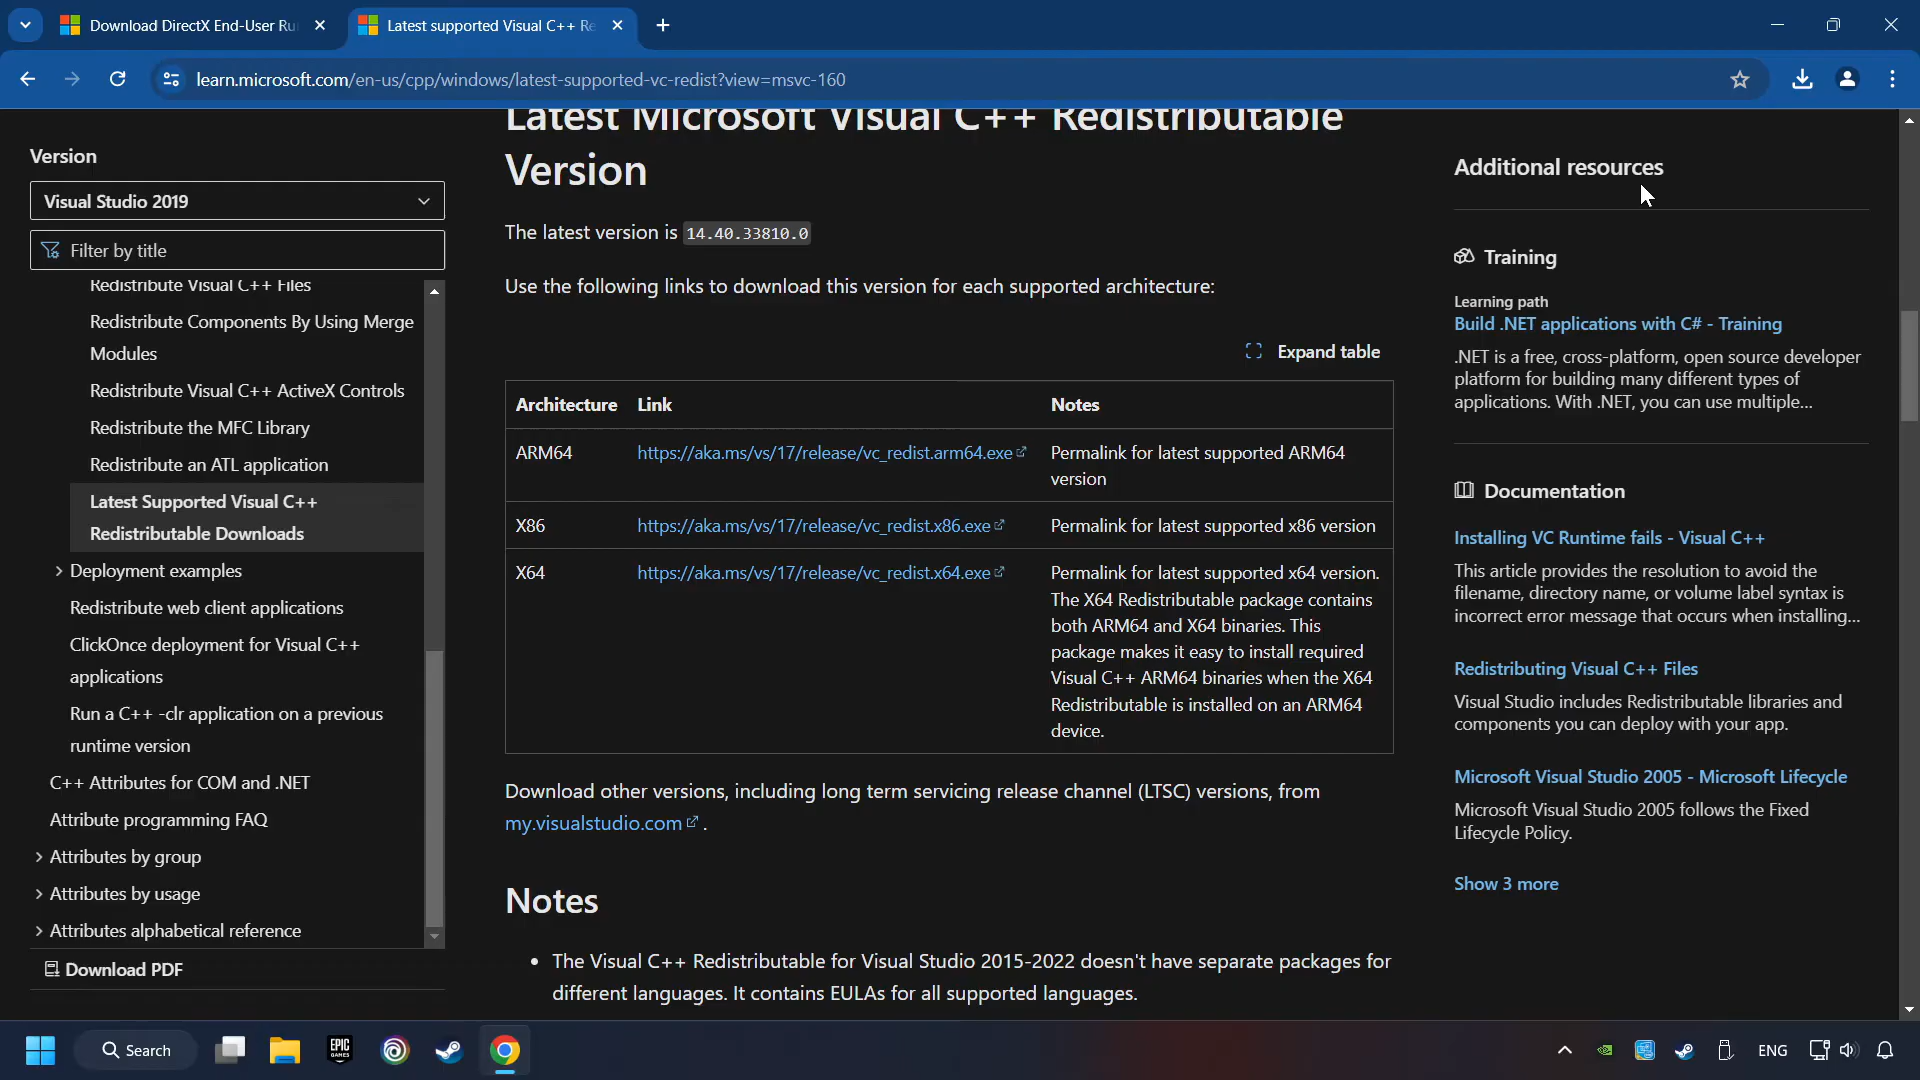 Download DirectX End-User Ru
Latest supported Visual C++ Re
learn.microsoft.com/en-us/cpp/windows/latest-supported-vc-redist?view=msvc-160
Version
Visual Studio 2019
Filter by title
Redistribute Visual C++ Files
Redistribute Components By Using Merge
Modules
Redistribute Visual C++ ActiveX Controls
Redistribute the MFC Library
Redistribute an ATL application
Latest Supported Visual C++
Redistributable Downloads
Deployment examples
Redistribute web client applications
ClickOnce deployment for Visual C++
applications
Run a C++ -clr application on a previous
runtime version
C++ Attributes for COM and .NET
Attribute programming FAQ
Attributes by group
Attributes by usage
Attributes alphabetical reference
Download PDF
Latest Microsoft Visual C++ Redistributable
Version
The latest version is 14.40.33810.0
Use the following links to download this version for each supported architecture:
Expand table
Architecture Link Notes
ARM64 https://aka.ms/vs/17/release/vc_redist.arm64.exe Permalink for latest supported ARM64
version
X86 https://aka.ms/vs/17/release/vc_redist.x86.exe Permalink for latest supported x86 version
X64 https://aka.ms/vs/17/release/vc_redist.x64.exe Permalink for latest supported x64 version.
The X64 Redistributable package contains
both ARM64 and X64 binaries. This
package makes it easy to install required
Visual C++ ARM64 binaries when the X64
Redistributable is installed on an ARM64
device.
Download other versions, including long term servicing release channel (LTSC) versions, from
my.visualstudio.com .
Notes
• The Visual C++ Redistributable for Visual Studio 2015-2022 doesn't have separate packages for
different languages. It contains EULAs for all supported languages.
Additional resources
Training
Learning path
Build .NET applications with C# - Training
.NET is a free, cross-platform, open source developer
platform for building many different types of
applications. With .NET, you can use multiple...
Documentation
Installing VC Runtime fails - Visual C++
This article provides the resolution to avoid the
filename, directory name, or volume label syntax is
incorrect error message that occurs when installing...
Redistributing Visual C++ Files
Visual Studio includes Redistributable libraries and
components you can deploy with your app.
Microsoft Visual Studio 2005 - Microsoft Lifecycle
Microsoft Visual Studio 2005 follows the Fixed
Lifecycle Policy.
Show 3 more
Search
EPIC
GAMES
ENG